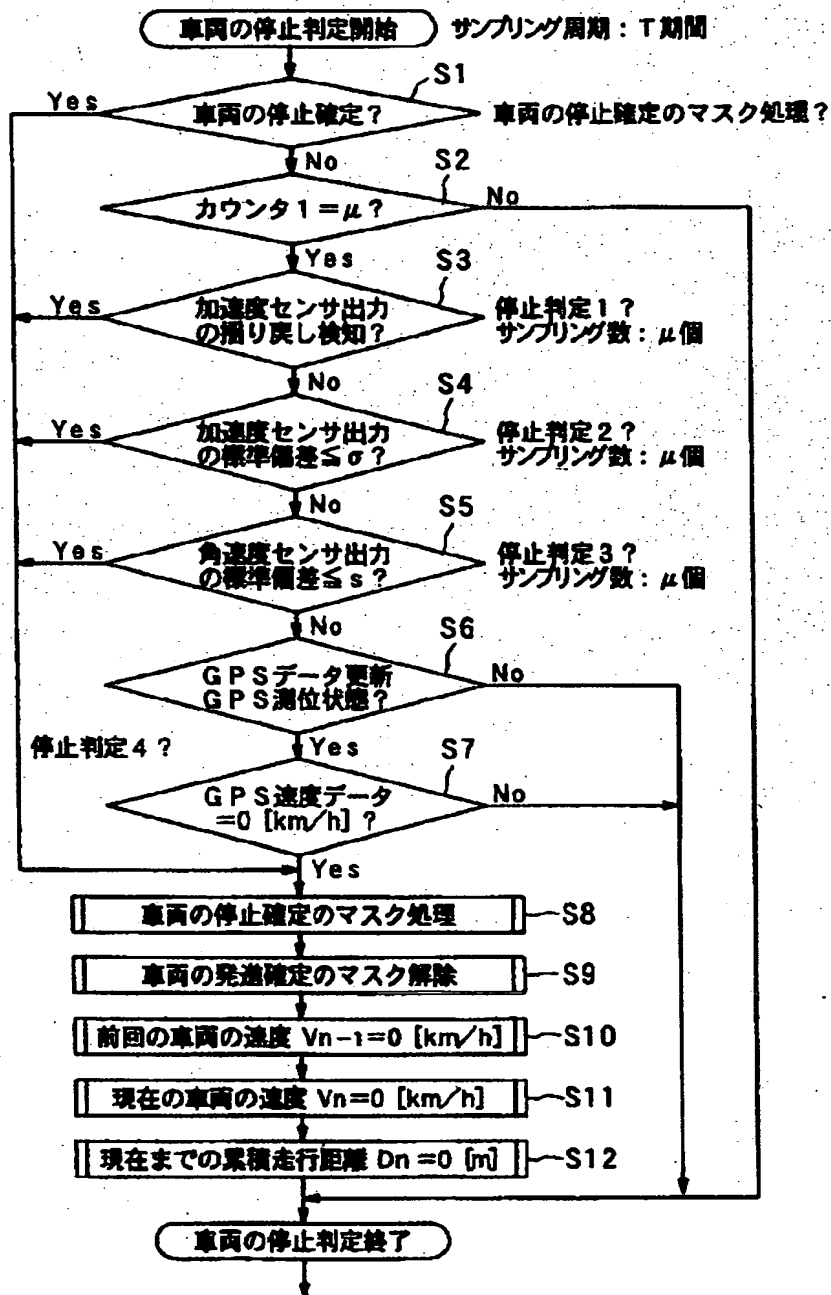 車両の停止判定開始 サンプリング周期：T期間
S1
Yes
車両の停止確定？ 車両の停止確定のマスク処理？
No
S2
カウンタ1＝μ？
No
Yes
S3
Yes
加速度センサ出力
の揺り戻し検知？
停止判定1？
サンプリング数：μ個
No
S4
Yes
加速度センサ出力
の標準偏差≦σ？
停止判定2？
サンプリング数：μ個
No
S5
Yes
角速度センサ出力
の標準偏差≦s？
停止判定3？
サンプリング数：μ個
No
S6
GPSデータ更新
GPS測位状態？
No
停止判定4？
Yes
S7
GPS速度データ
＝0 [km/h]？
No
Yes
車両の停止確定のマスク処理 S8
車両の発進確定のマスク解除 S9
前回の車両の速度 Vn-1=0 [km/h] S10
現在の車両の速度 Vn=0 [km/h] S11
現在までの累積走行距離 Dn=0 [m] S12
車両の停止判定終了